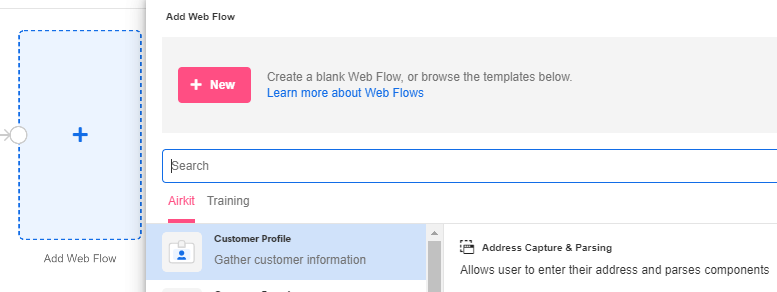 Add Web Flow
+ New
Create a blank Web Flow, or browse the templates below.
Learn more about Web Flows
Search
Airkit Training
Customer Profile
Gather customer information
Address Capture & Parsing
Allows user to enter their address and parses components
Add Web Flow